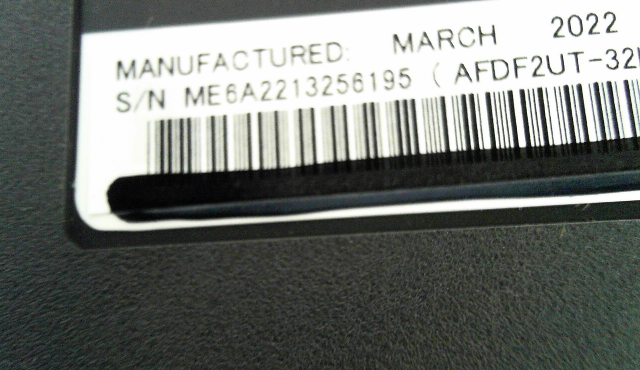 MANUFACTURED: MARCH 2022
S/N ME6A2213256195 ( AFDF2UT-32